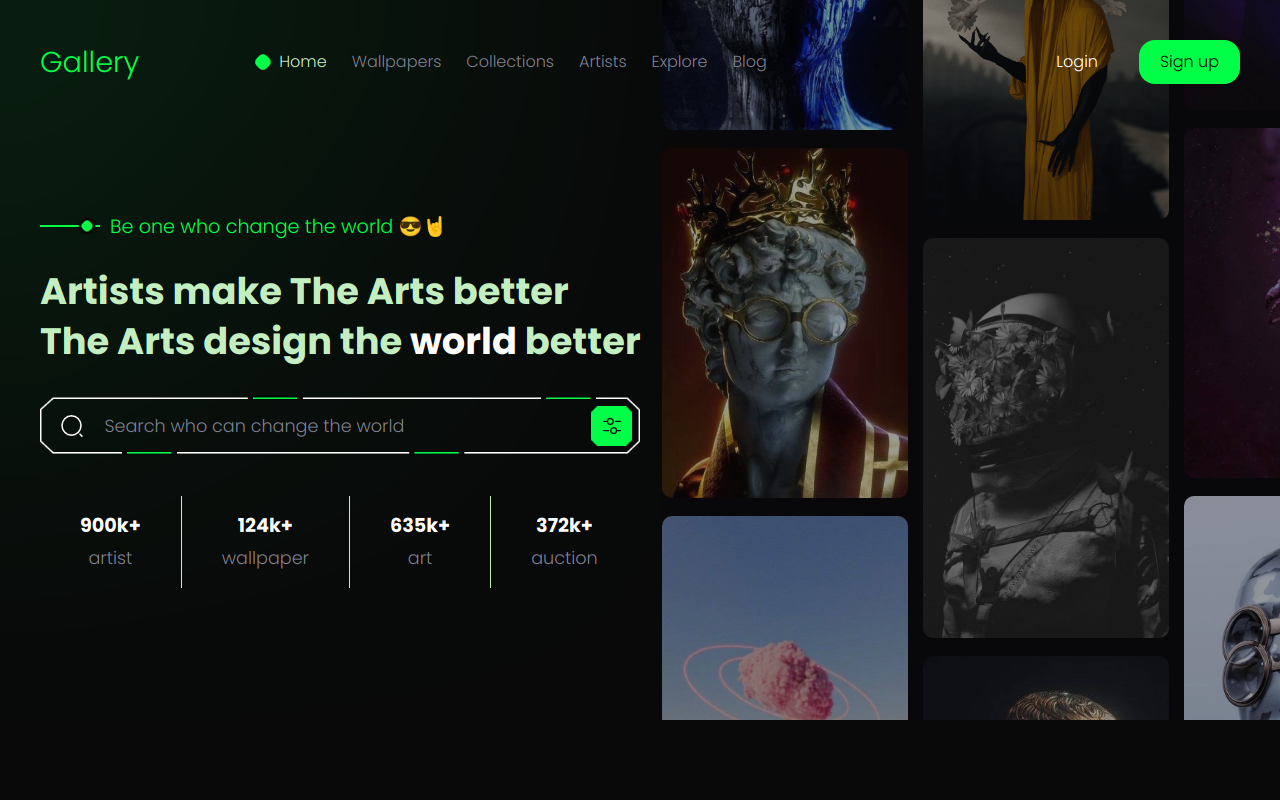 Gallery
Home Wallpapers Collections Artists Explore Blog
Login
Sign up
Be one who change the world 😎🤘
Artists make The Arts better
The Arts design the world better
Search who can change the world
900k+ 124k+ 635k+ 372k+
artist wallpaper art auction